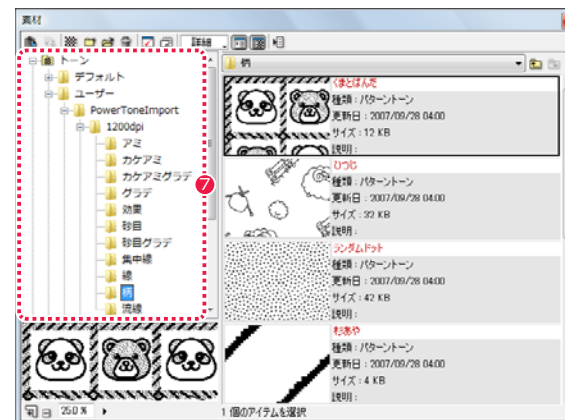 素材
詳細
トーン
デフォルト
ユーザー
PowerToneImport
1200dpi
アミ
カケアミ
カケアミグラデ
グラデ
効果
砂目
砂目グラデ
集中線
線
柄
流線
7
柄
くまとぱんだ
種類：パターントーン
更新日：2007/09/28 04:00
サイズ：12 KB
説明：
ひつじ
種類：パターントーン
更新日：2007/09/28 04:00
サイズ：32 KB
説明：
ランダムドット
種類：パターントーン
更新日：2007/09/28 04:00
サイズ：42 KB
説明：
杉あや
種類：パターントーン
更新日：2007/09/28 04:00
サイズ：4 KB
説明：
25.0 %
1 個のアイテムを選択